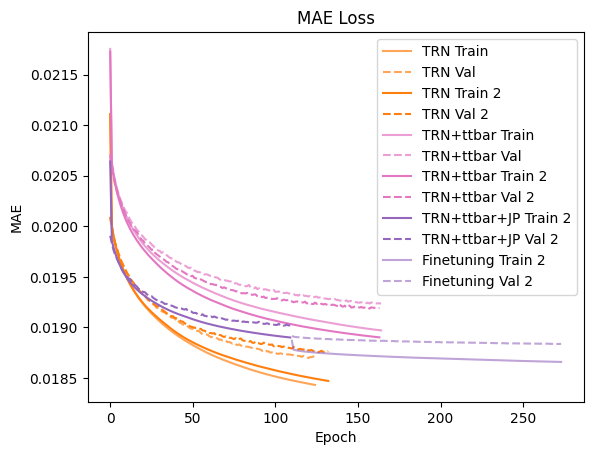 MAE Loss
TRN Train
TRN Val
TRN Train 2
TRN Val 2
TRN+ttbar Train
TRN+ttbar Val
TRN+ttbar Train 2
TRN+ttbar Val 2
TRN+ttbar+JP Train 2
TRN+ttbar+JP Val 2
Finetuning Train 2
Finetuning Val 2
MAE
0.0215
0.0210
0.0205
0.0200
0.0195
0.0190
0.0185
0 50 100 150 200 250
Epoch